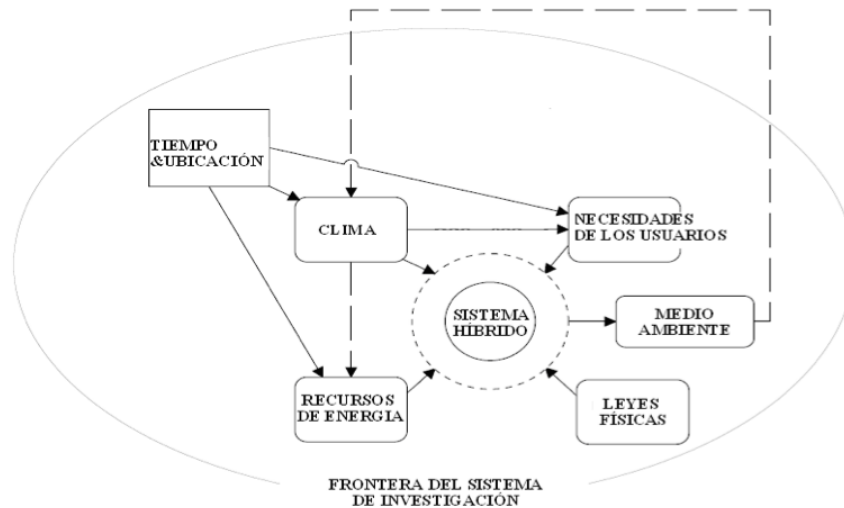 TIEMPO
&UBICACIÓN
CLIMA
NECESIDADES
DE LOS USUARIOS
SISTEMA
HÍBRIDO
MEDIO
AMBIENTE
RECURSOS
DE ENERGIA
LEYES
FÍSICAS
FRONTERA DEL SISTEMA
DE INVESTIGACIÓN